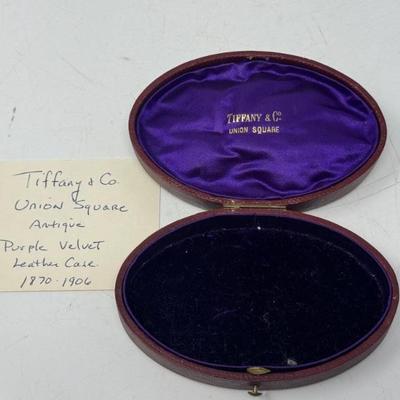 TIFFANY & Co.
UNION SQUARE
Tiffany & Co.
Union Square
Antique
Purple Velvet
Leather Case
1870-1906